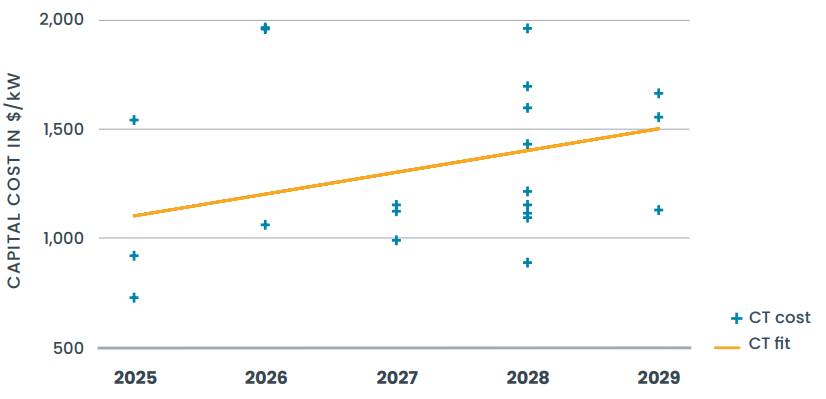 CAPITAL COST IN $/kW
2,000
1,500
1,000
500
2025 2026 2027 2028 2029
CT cost
CT fit